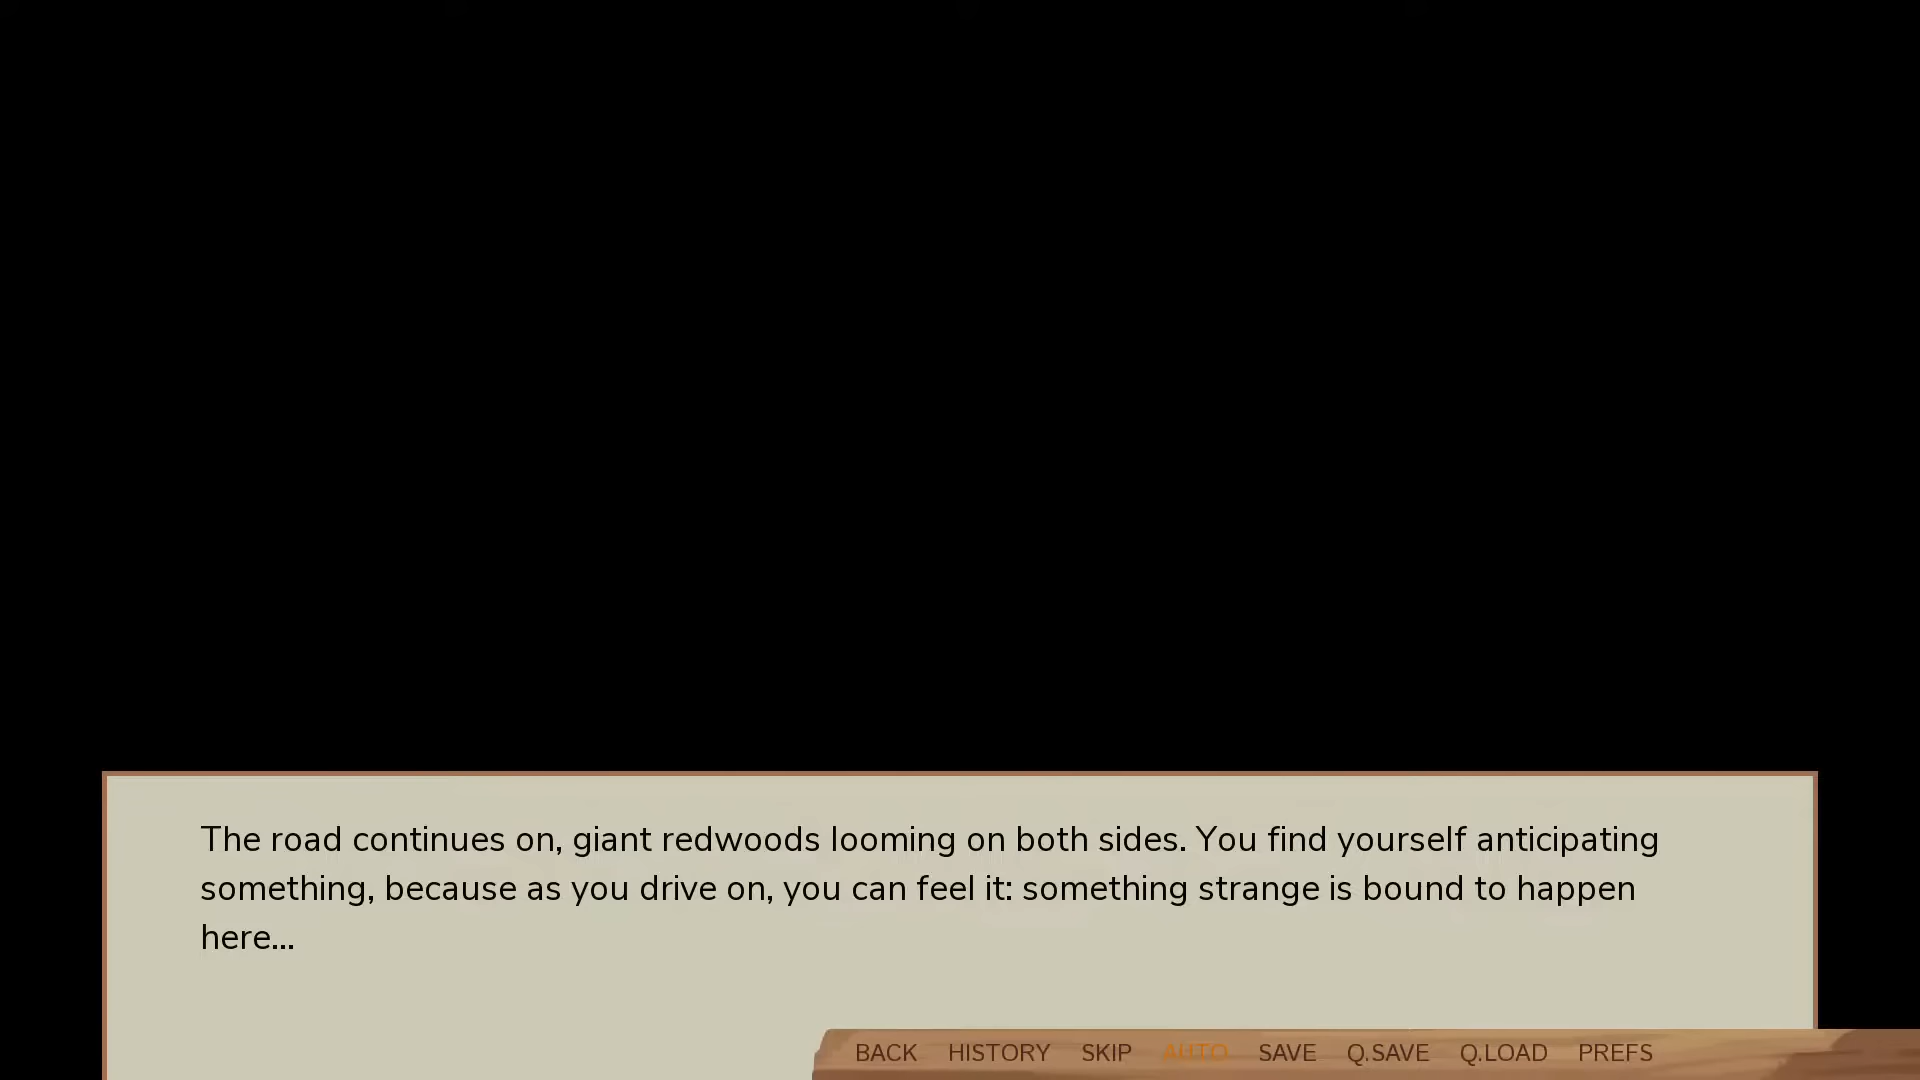 The road continues on, giant redwoods looming on both sides. You find yourself anticipating
something, because as you drive on, you can feel it: something strange is bound to happen
here...
BACK HISTORY SKIP AUTO SAVE Q.SAVE Q.LOAD PREFS